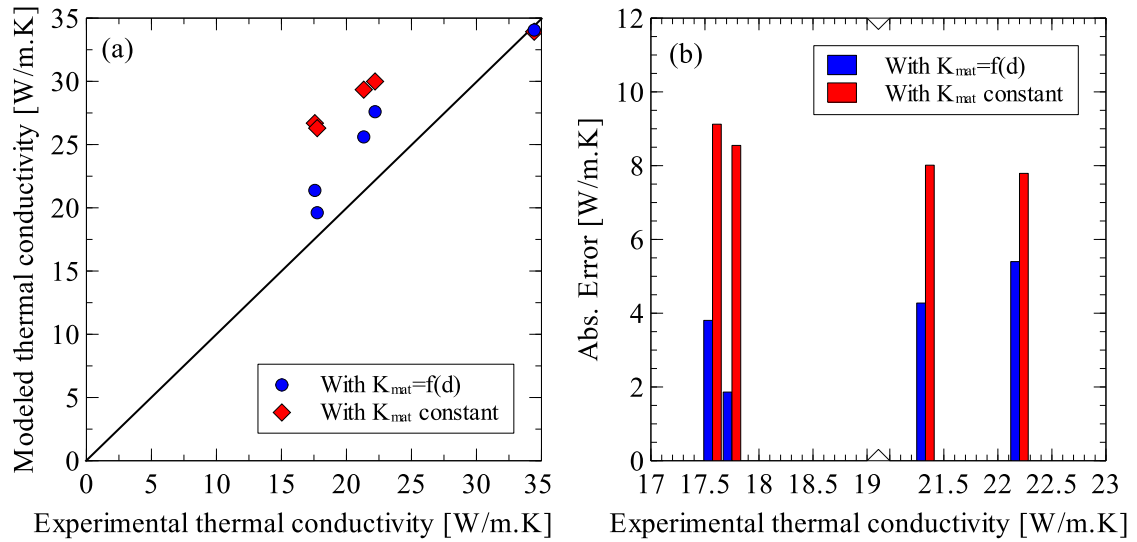 (a)
Modeled thermal conductivity [W/m.K]
35
30
25
20
15
10
5
0
With Kmat=f(d)
With Kmat constant
0 5 10 15 20 25 30 35
Experimental thermal conductivity [W/m.K]
(b)
Abs. Error [W/m.K]
12
10
8
6
4
2
0
With Kmat=f(d)
With Kmat constant
17 17.5 18 18.5 19 21.5 22 22.5 23
Experimental thermal conductivity [W/m.K]